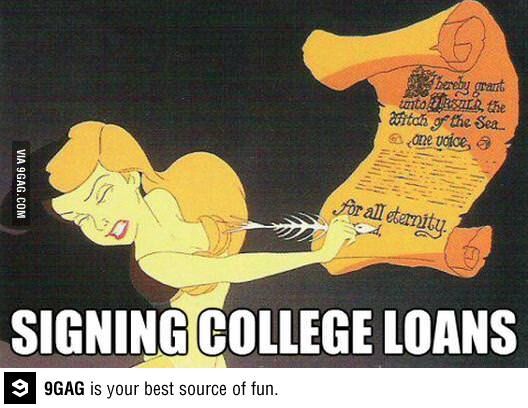 I hereby grant
unto Ursula, the
Witch of the Sea...
one voice,
for all eternity.
VIA 9GAG.COM
SIGNING COLLEGE LOANS
9GAG is your best source of fun.